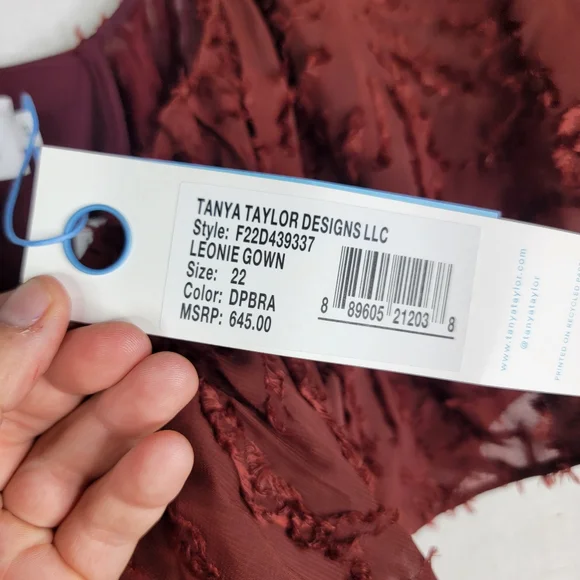 TANYA TAYLOR DESIGNS LLC
Style: F22D439337
LEONIE GOWN
Size: 22
Color: DPBRA
MSRP: 645.00
8 89605 21203 8
www.tanyataylor
@tanyataylor
PRINTED ON RECYCLED